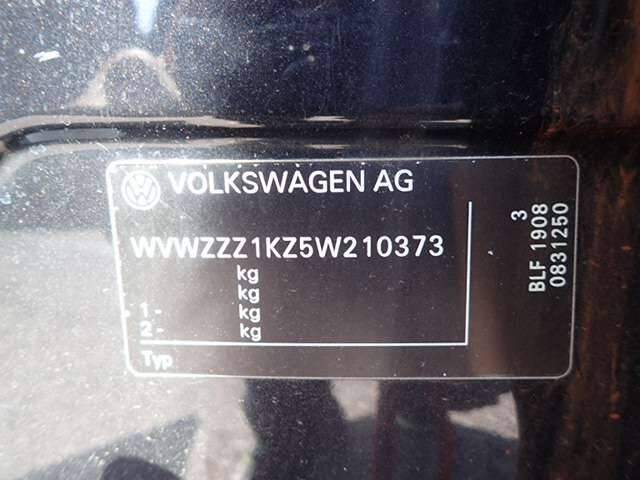 VOLKSWAGEN AG
WVWZZZ1KZ5W210373
kg
kg
1- kg
2- kg
Typ
3
BLF 1908
0831250